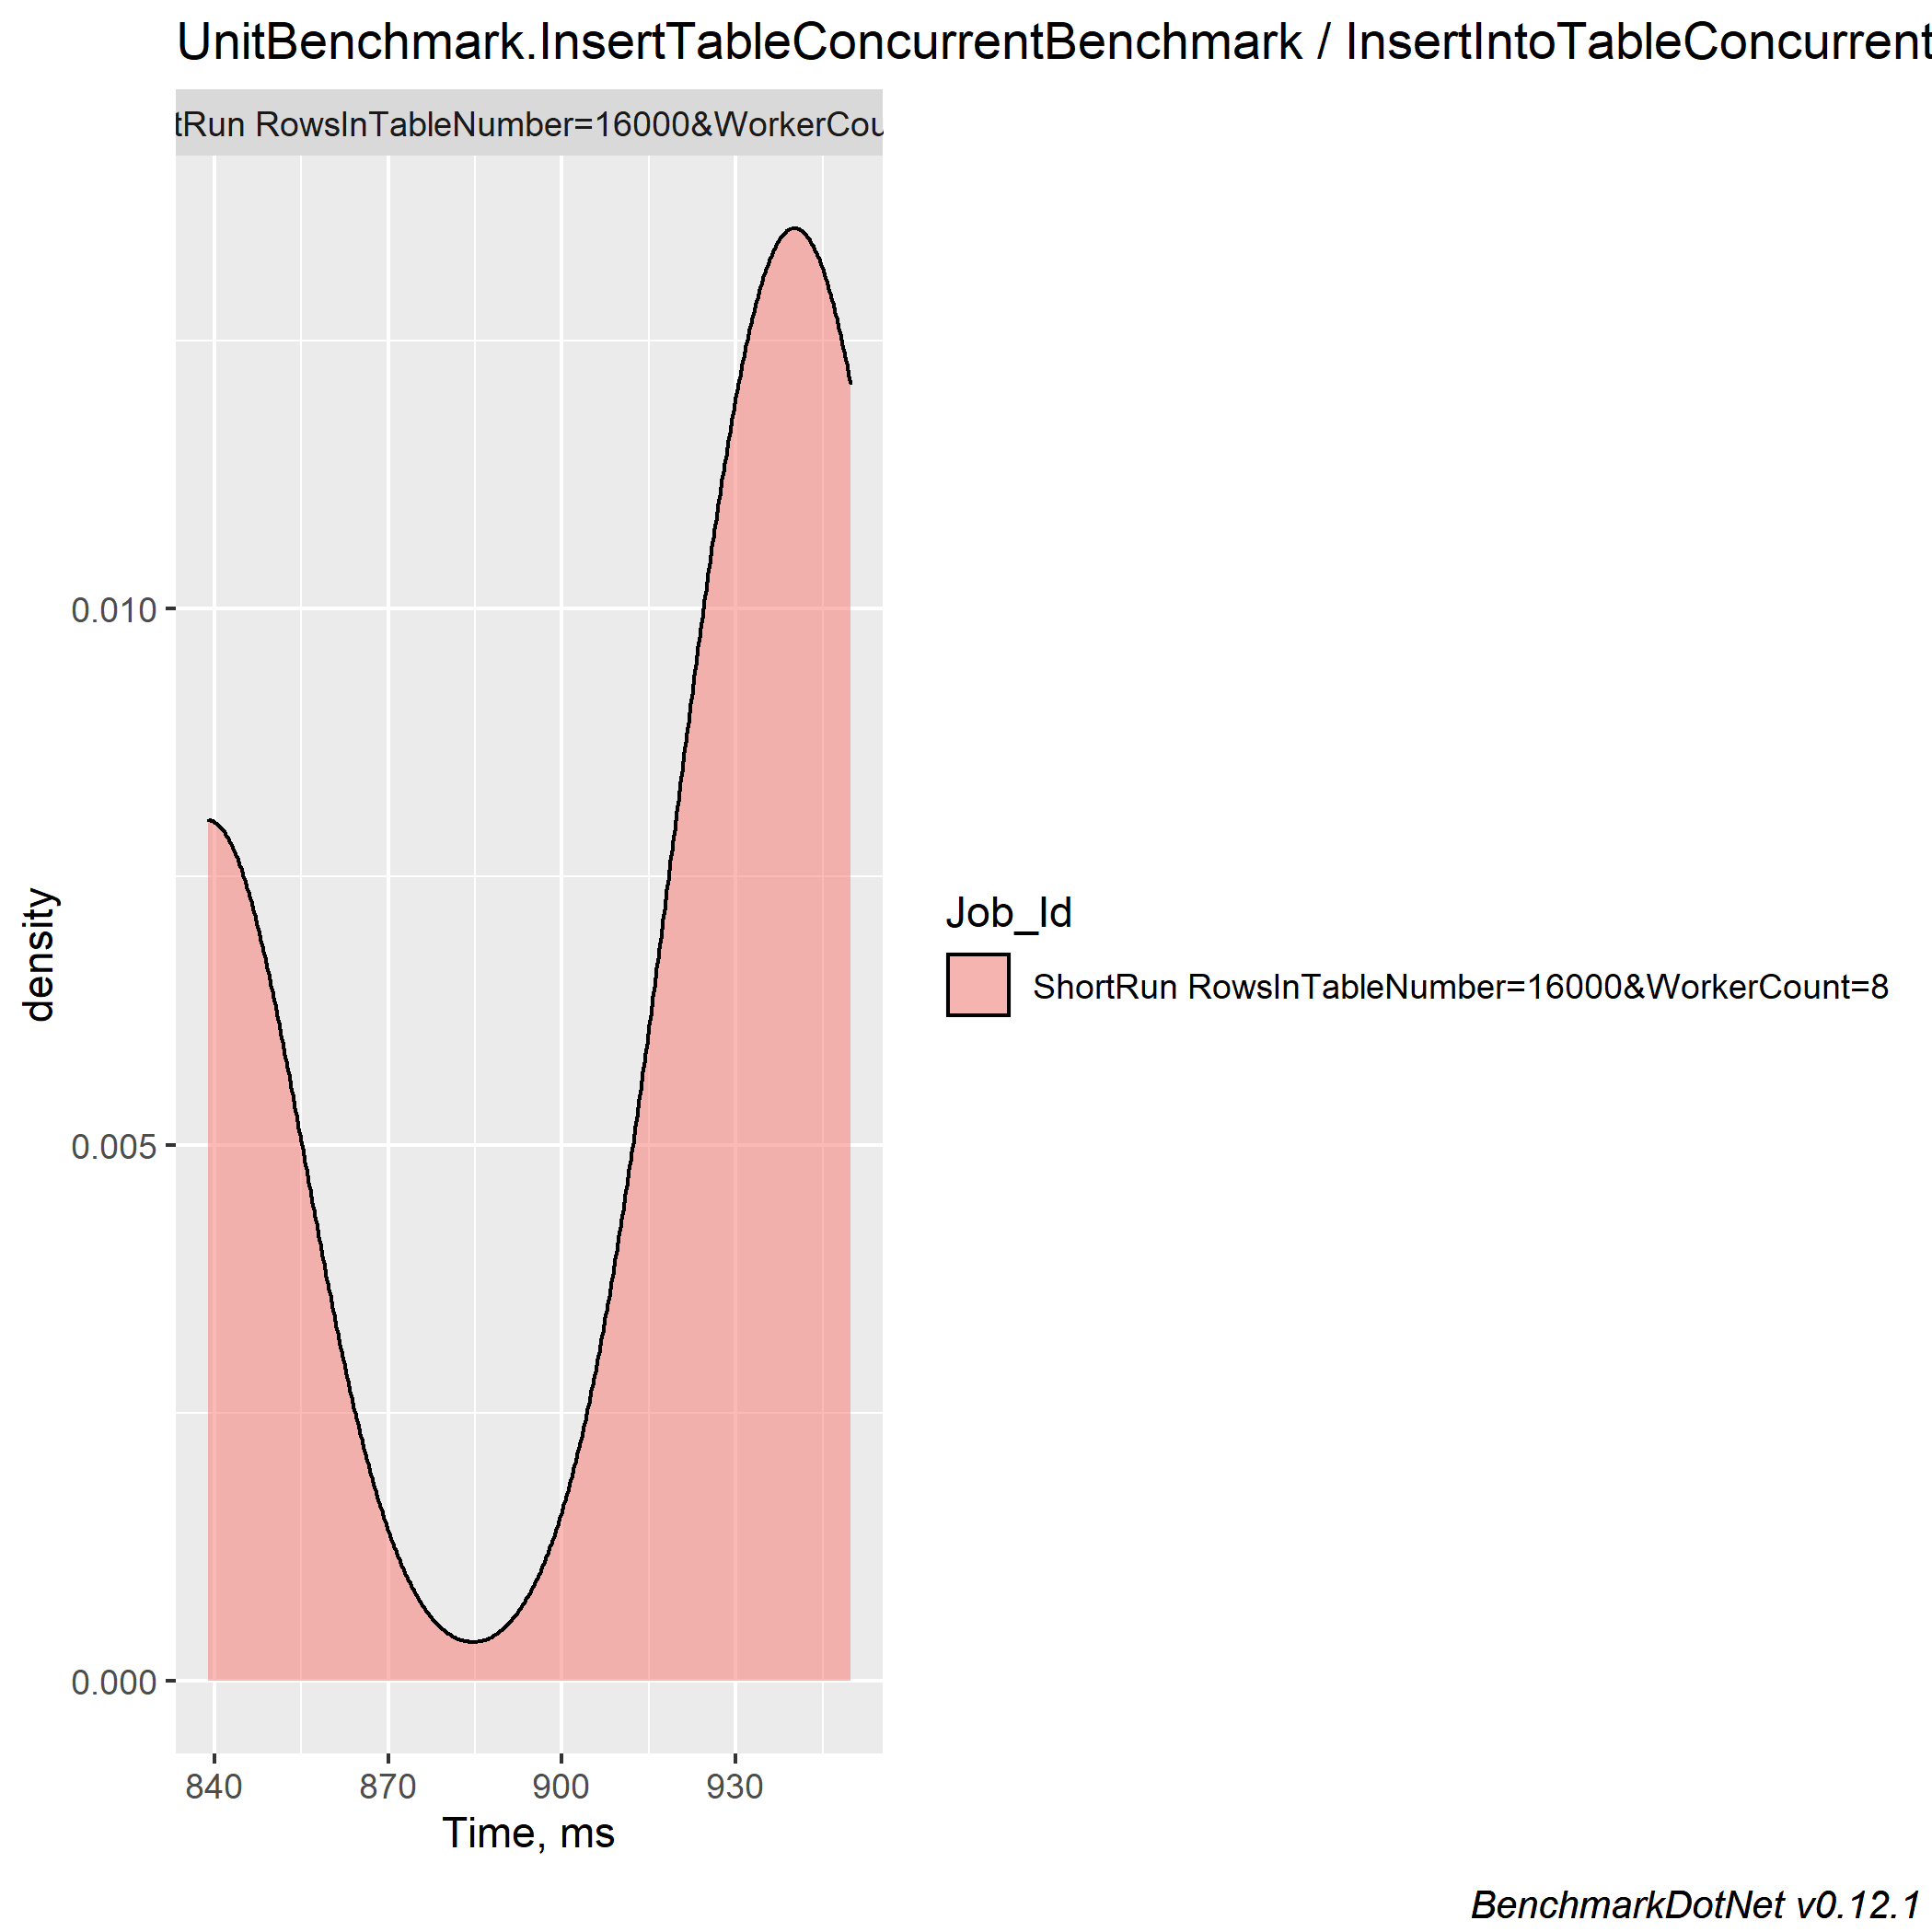 UnitBenchmark.InsertTableConcurrentBenchmark / InsertIntoTableConcurrent
tRun RowsInTableNumber=16000&WorkerCou
density
0.010
0.005
0.000
840 870 900 930
Time, ms
Job_Id
ShortRun RowsInTableNumber=16000&WorkerCount=8
BenchmarkDotNet v0.12.1